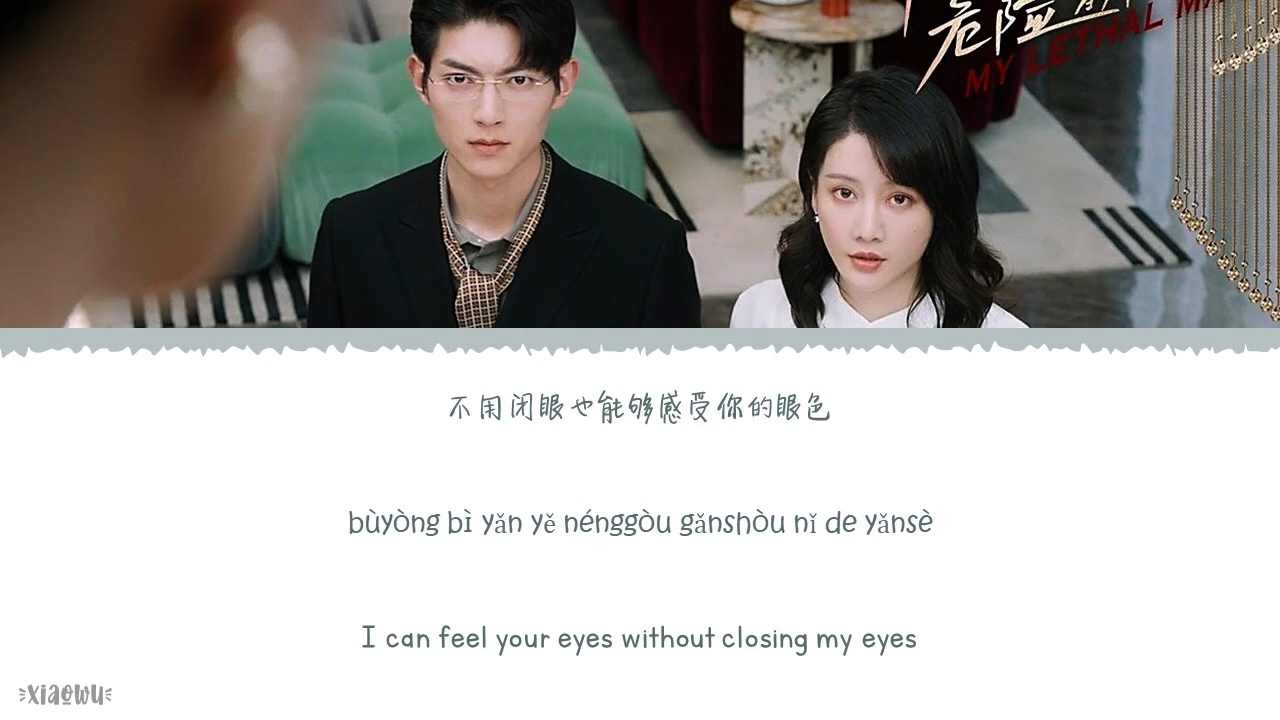 危险
MY LETHAL MA
不用闭眼也能够感受你的眼色
bùyòng bì yǎn yě nénggòu gǎnshòu nǐ de yǎnsè
I can feel your eyes without closing my eyes
xiaowu